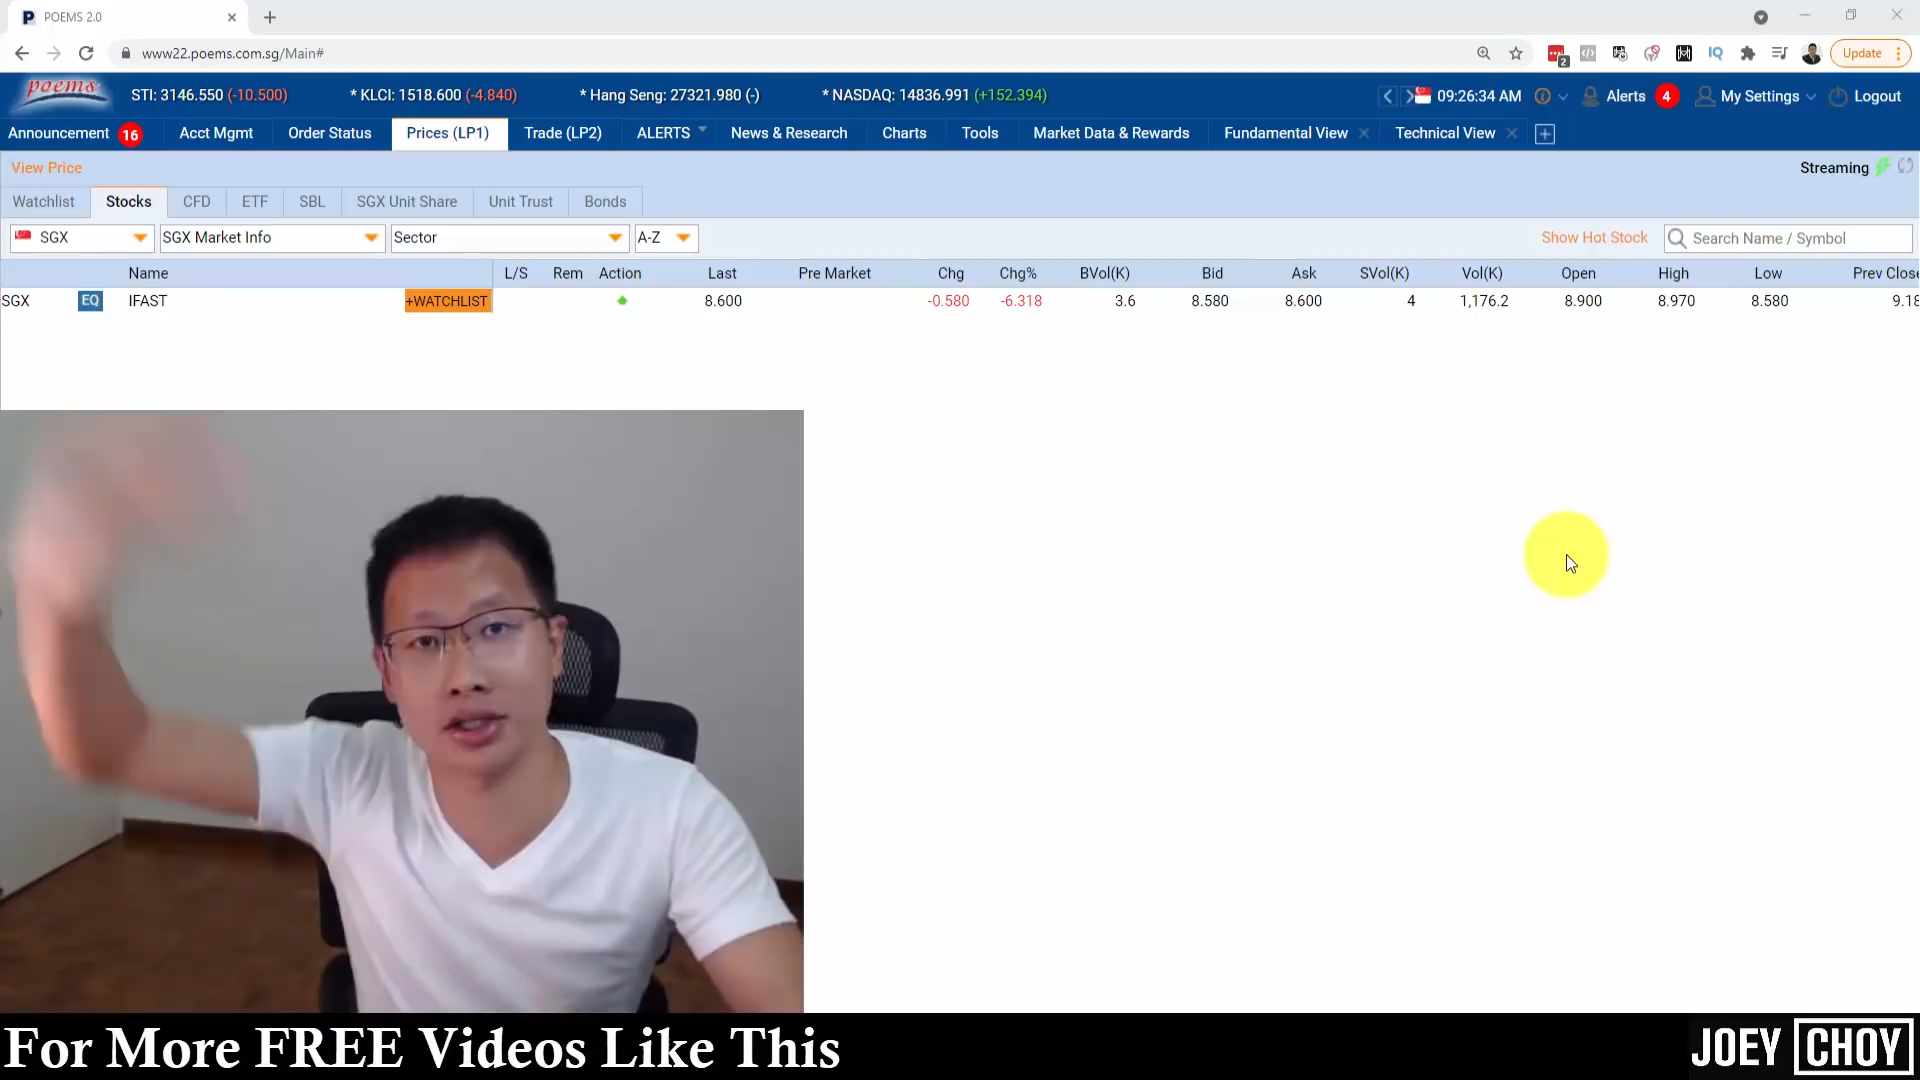 POEMS 2.0
www22.poems.com.sg/Main#
2
IQ
Update
poems
STI: 3146.550 (-10.500) * KLCI: 1518.600 (-4.840) * Hang Seng: 27321.980 (-) * NASDAQ: 14836.991 (+152.394) 09:26:34 AM Alerts 4 My Settings Logout
Announcement 16 Acct Mgmt Order Status Prices (LP1) Trade (LP2) ALERTS News & Research Charts Tools Market Data & Rewards Fundamental View Technical View
View Price Streaming
Watchlist Stocks CFD ETF SBL SGX Unit Share Unit Trust Bonds
SGX SGX Market Info Sector A-Z Show Hot Stock Search Name / Symbol
Name L/S Rem Action Last Pre Market Chg Chg% BVol(K) Bid Ask SVol(K) Vol(K) Open High Low Prev Close
SGX EQ IFAST +WATCHLIST 8.600 -0.580 -6.318 3.6 8.580 8.600 4 1,176.2 8.900 8.970 8.580 9.18
For More FREE Videos Like This
JOEY CHOY